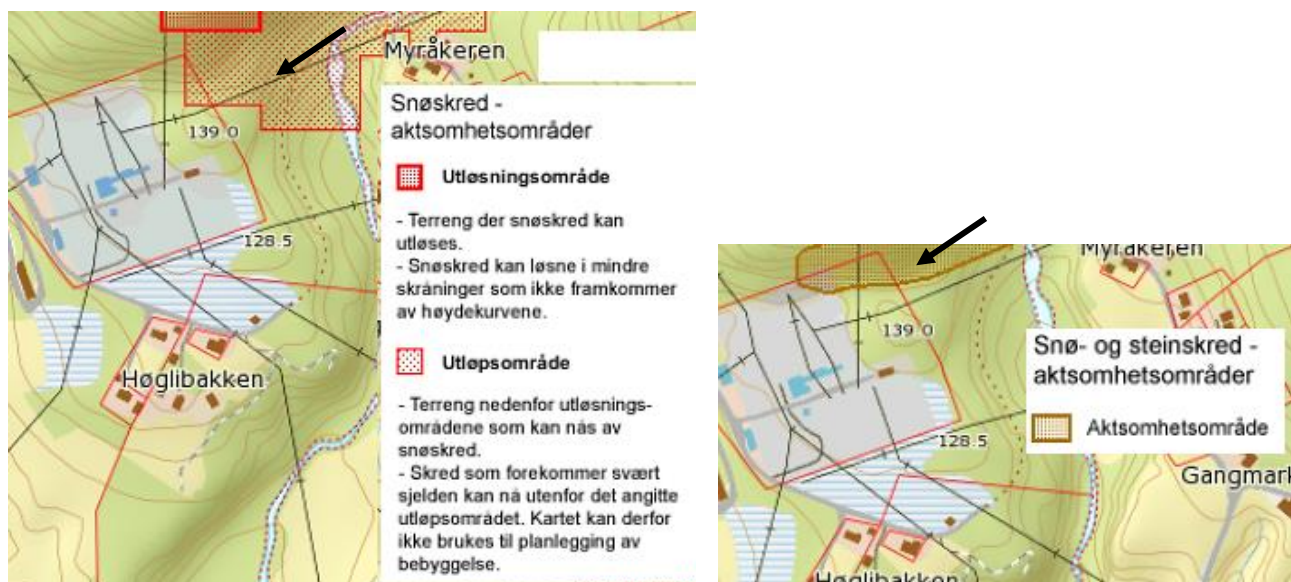 Myråkeren
139.0
128.5
Høglibakken
Snøskred -
aktsomhetsområder
Utløsningsområde
- Terreng der snøskred kan
utløses.
- Snøskred kan løsne i mindre
skråninger som ikke framkommer
av høydekurvene.
Utløpsområde
- Terreng nedenfor utløsnings-
områdene som kan nås av
snøskred.
- Skred som forekommer svært
sjelden kan nå utenfor det angitte
utløpsområdet. Kartet kan derfor
ikke brukes til planlegging av
bebyggelse.
Myråkeren
139.0
128.5
Snø- og steinskred -
aktsomhetsområder
Aktsomhetsområde
Gangmark
Høglibakken